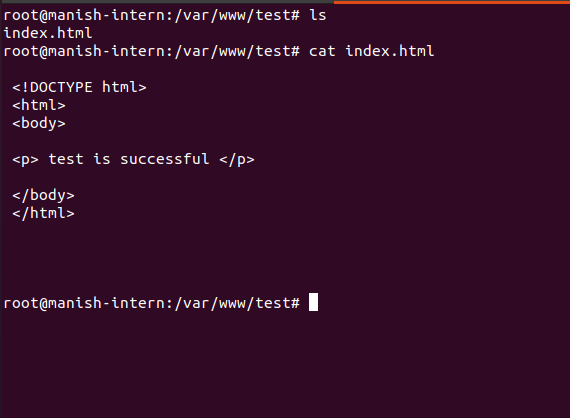 root@manish-intern:/var/www/test# ls
index.html
root@manish-intern:/var/www/test# cat index.html
<!DOCTYPE html>
<html>
<body>
<p> test is successful </p>
</body>
</html>
root@manish-intern:/var/www/test#